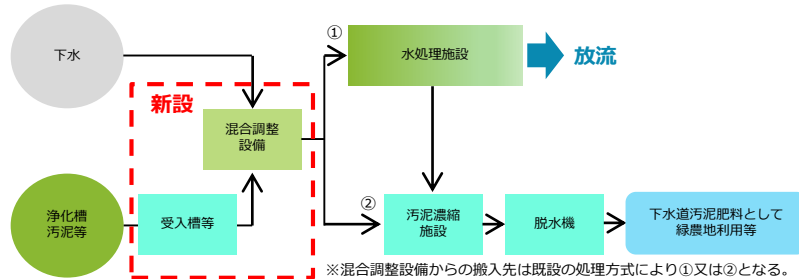 下水
①
水処理施設
放流
新設
混合調整
設備
浄化槽
汚泥等
受入槽等
②
汚泥濃縮
施設
脱水機
下水道汚泥肥料として
緑農地利用等
※混合調整設備からの搬入先は既設の処理方式により①又は②となる。